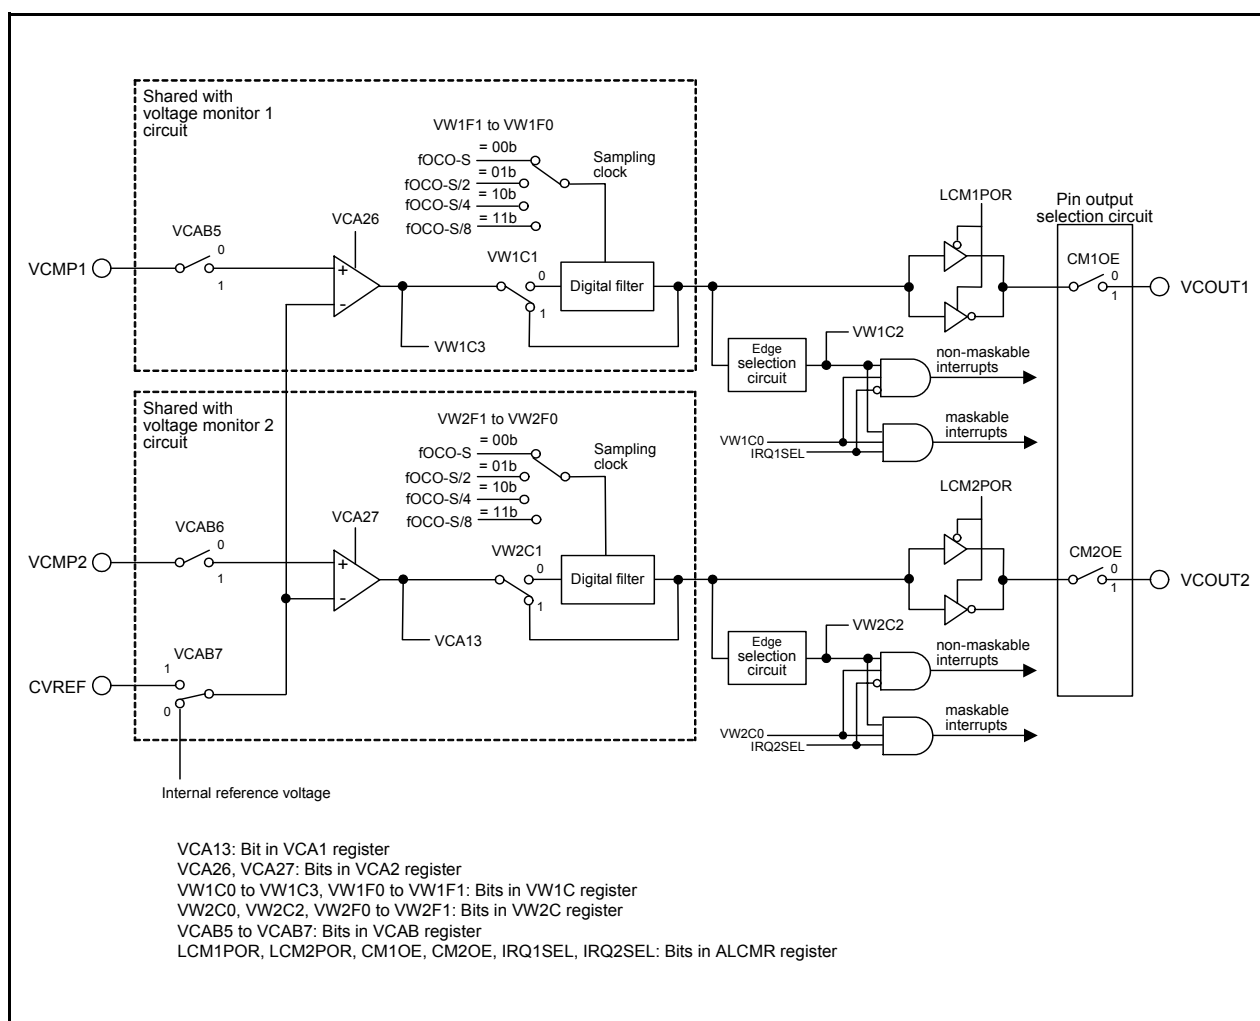 Shared with
voltage monitor 1
circuit
VW1F1 to VW1F0
= 00b
fOCO-S
= 01b
fOCO-S/2
= 10b
fOCO-S/4
= 11b
fOCO-S/8
Sampling
clock
VCMP1
VCAB5
0
1
VCA26
+
-
VW1C1
0
1
Digital filter
VW1C3
LCM1POR
Pin output
selection circuit
CM1OE
0
1
VCOUT1
Edge
selection
circuit
VW1C2
non-maskable
interrupts
maskable
interrupts
VW1C0
IRQ1SEL
Shared with
voltage monitor 2
circuit
VW2F1 to VW2F0
= 00b
fOCO-S
= 01b
fOCO-S/2
= 10b
fOCO-S/4
= 11b
fOCO-S/8
Sampling
clock
VCMP2
VCAB6
0
1
VCA27
+
-
VW2C1
0
1
Digital filter
VCA13
LCM2POR
CM2OE
0
1
VCOUT2
Edge
selection
circuit
VW2C2
non-maskable
interrupts
maskable
interrupts
VW2C0
IRQ2SEL
CVREF
VCAB7
1
0
Internal reference voltage
VCA13: Bit in VCA1 register
VCA26, VCA27: Bits in VCA2 register
VW1C0 to VW1C3, VW1F0 to VW1F1: Bits in VW1C register
VW2C0, VW2C2, VW2F0 to VW2F1: Bits in VW2C register
VCAB5 to VCAB7: Bits in VCAB register
LCM1POR, LCM2POR, CM1OE, CM2OE, IRQ1SEL, IRQ2SEL: Bits in ALCMR register